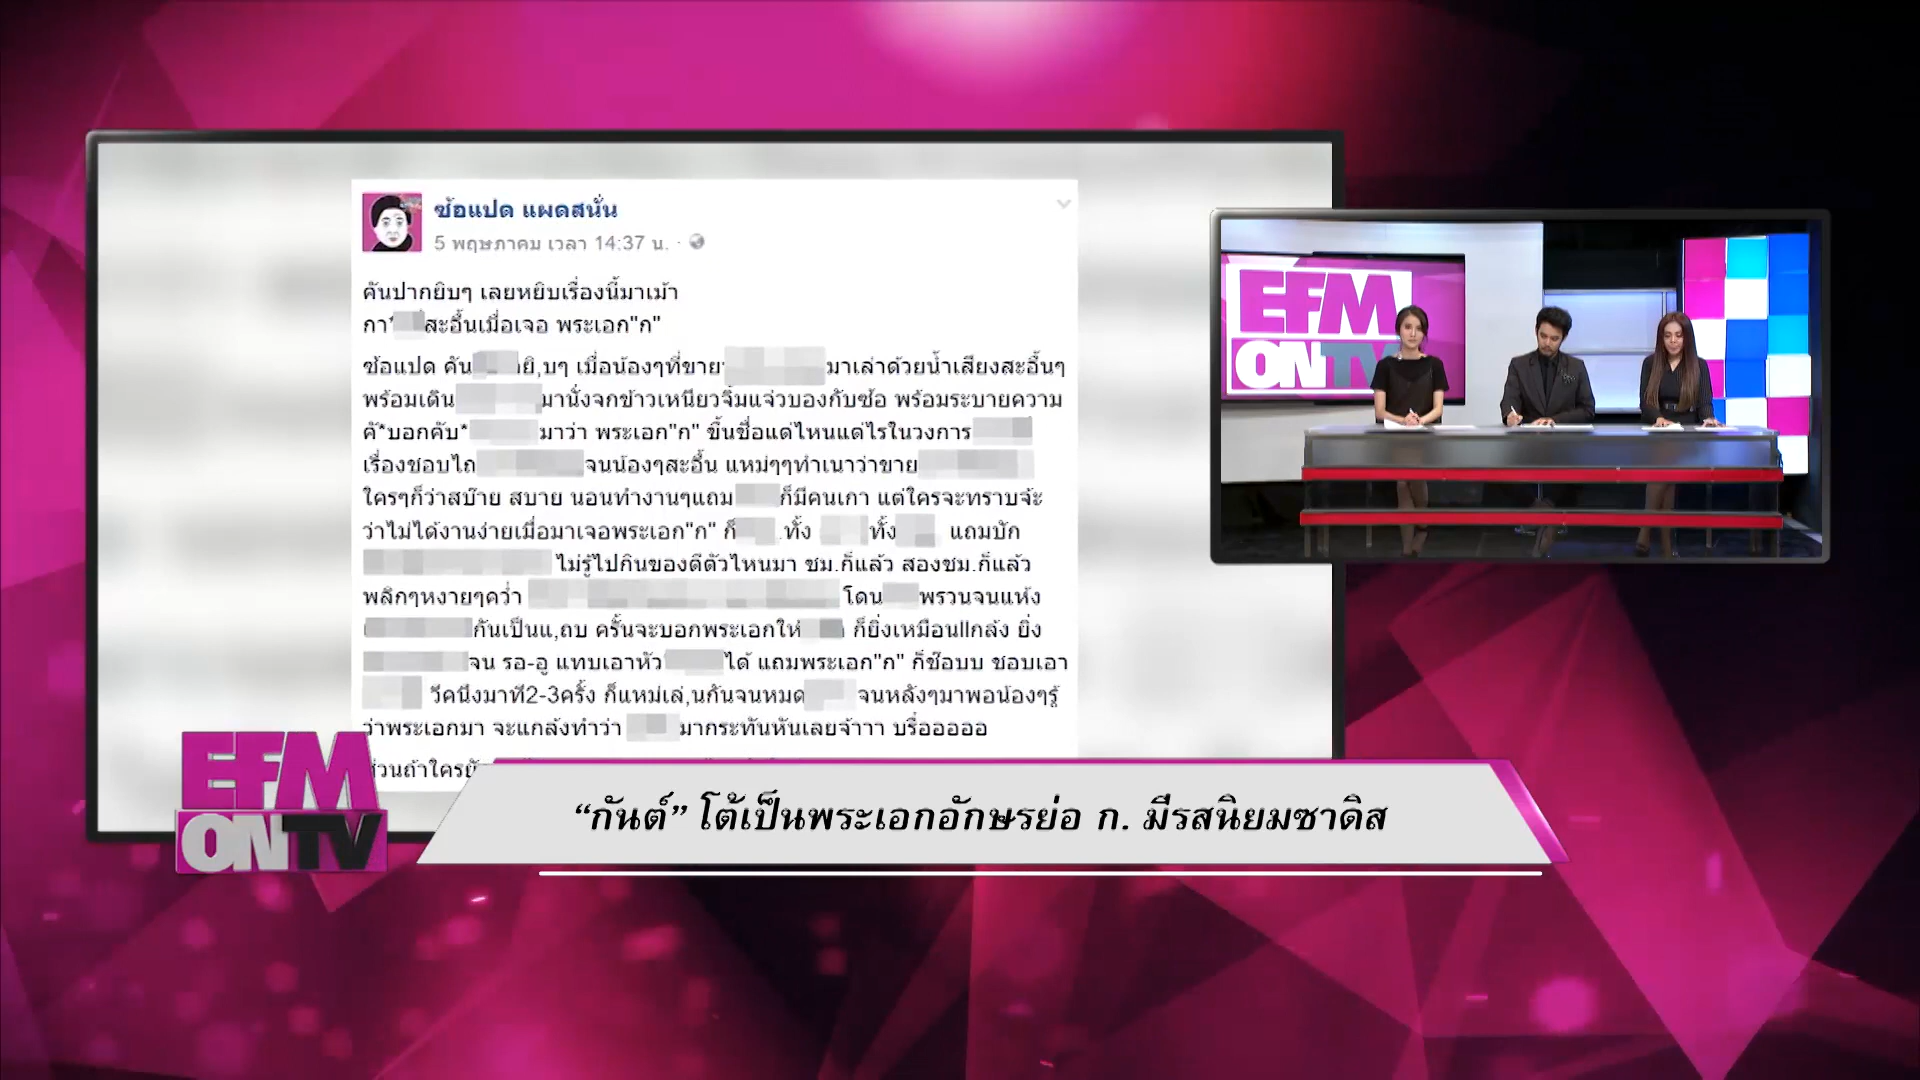 ซ้อแปด แผดสนั่น
5 พฤษภาคม เวลา 14:37 น. ·
คันปากยิบๆ เลยหยิบเรื่องนี้มาเม้า
กา สะอื้นเมื่อเจอ พระเอก"ก"
ซ้อแปด คัน ยิ,บๆ เมื่อน้องๆที่ขาย มาเล่าด้วยน้ำเสียงสะอื้นๆ
พร้อมเดิน มานั่งจกข้าวเหนียวจิ้มแจ่วบองกับซ้อ พร้อมระบายความ
คั*บอกคับ* มาว่า พระเอก"ก" ขึ้นชื่อแต่ไหนแต่ไรในวงการ
เรื่องชอบไถ จนน้องๆสะอื้น แหม่ๆๆทำเนาว่าขาย
ใครๆก็ว่าสบ๊าย สบาย นอนทำงานๆแถม ก็มีคนเกา แต่ใครจะทราบจ้ะ
ว่าไม่ได้งานง่ายเมื่อมาเจอพระเอก"ก" ก็ ทั้ง ทั้ง แถมบัก
ไม่รู้ไปกินของดีตัวไหนมา ชม.ก็แล้ว สองชม.ก็แล้ว
พลิกๆหงายๆคว่ำ โดน พรวนจนแห้ง
กันเป็นแ,ถบ ครั้นจะบอกพระเอกให้ ก็ยิ่งเหมือนllกล้ง ยิ่ง
จน รอ-อู แทบเอาหัว ได้ แถมพระเอก"ก" ก็ช๊อบบ ชอบเอา
วีคนึงมาที2-3ครั้ง ก็แหม่เล่,นกันจนหมด จนหลังๆมาพอน้องๆรู้
ว่าพระเอกมา จะแกล้งทำว่า มากระทันหันเลยจ้าาา บรื่อออออ
ส่วนถ้าใคร
EFM
ON TV
EFM
ONTV
“กันต์” โต้เป็นพระเอกอักษรย่อ ก. มีรสนิยมซาดิส